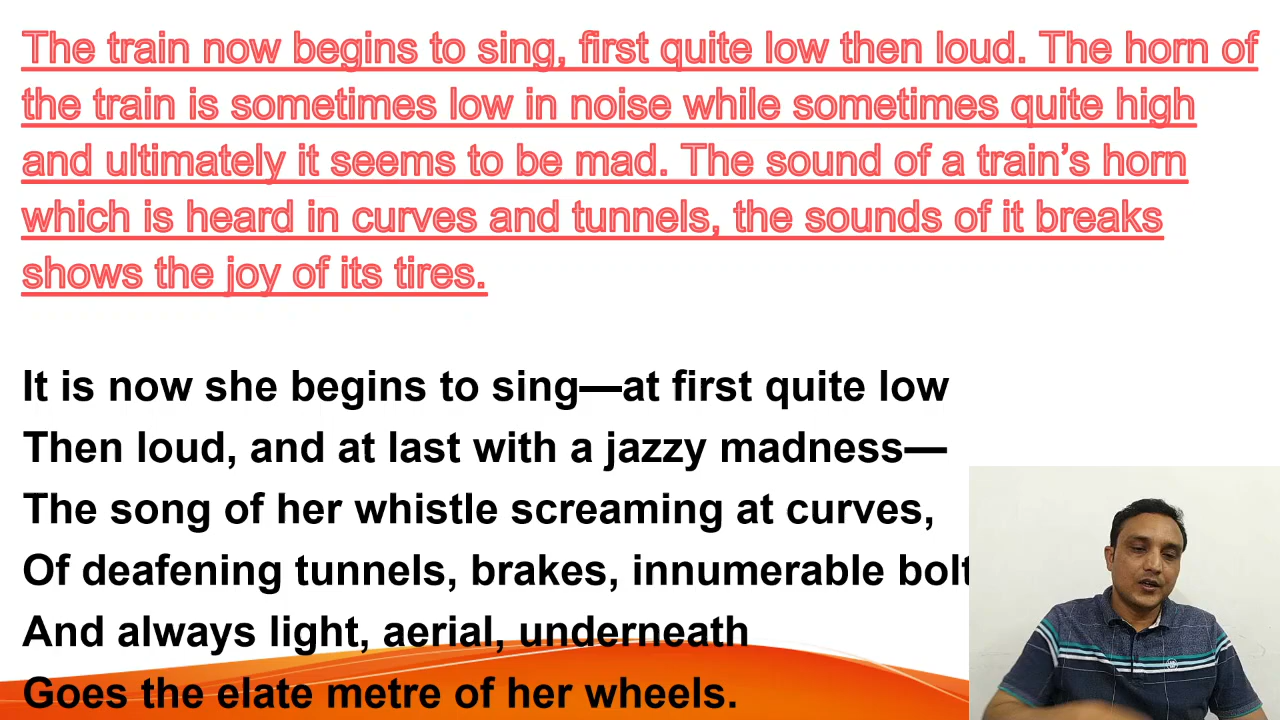 The train now begins to sing, first quite low then loud. The horn of
the train is sometimes low in noise while sometimes quite high
and ultimately it seems to be mad. The sound of a train’s horn
which is heard in curves and tunnels, the sounds of it breaks
shows the joy of its tires.
It is now she begins to sing—at first quite low
Then loud, and at last with a jazzy madness—
The song of her whistle screaming at curves,
Of deafening tunnels, brakes, innumerable bolt
And always light, aerial, underneath
Goes the elate metre of her wheels.